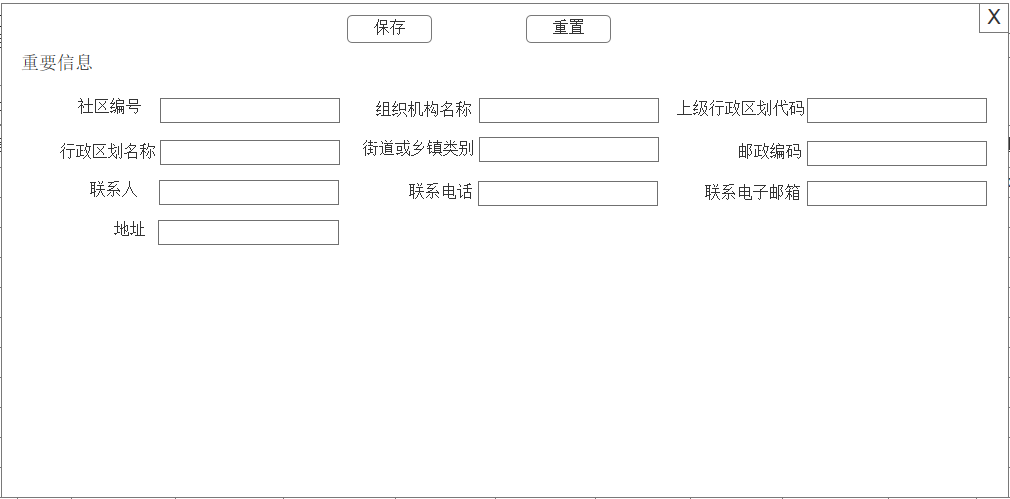 保存 重置 X
重要信息
社区编号 组织机构名称 上级行政区划代码
行政区划名称 街道或乡镇类别 邮政编码
联系人 联系电话 联系电子邮箱
地址